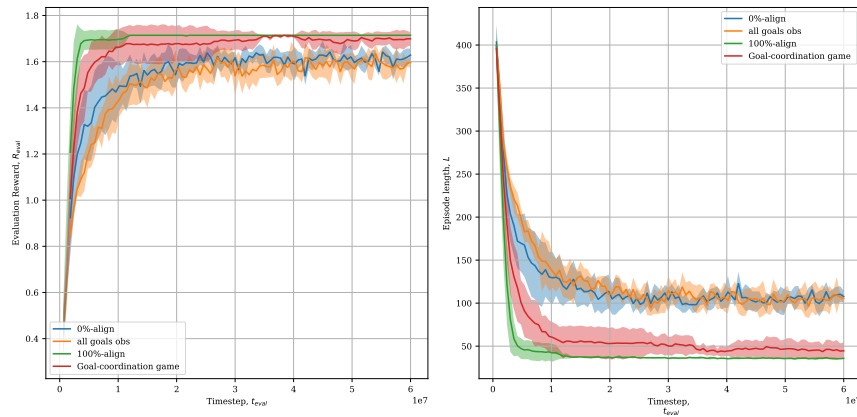 1.8
1.6
1.4
1.2
1.0
0.8
0.6
0.4
Evaluation Reward, R_eval
0%-align
all goals obs
100%-align
Goal-coordination game
0
1
2
3
4
5
6
1e7
Timestep, t_eval
400
350
300
250
200
150
100
50
Episode length, L
0%-align
all goals obs
100%-align
Goal-coordination game
0
1
2
3
4
5
6
1e7
Timestep,
t_eval